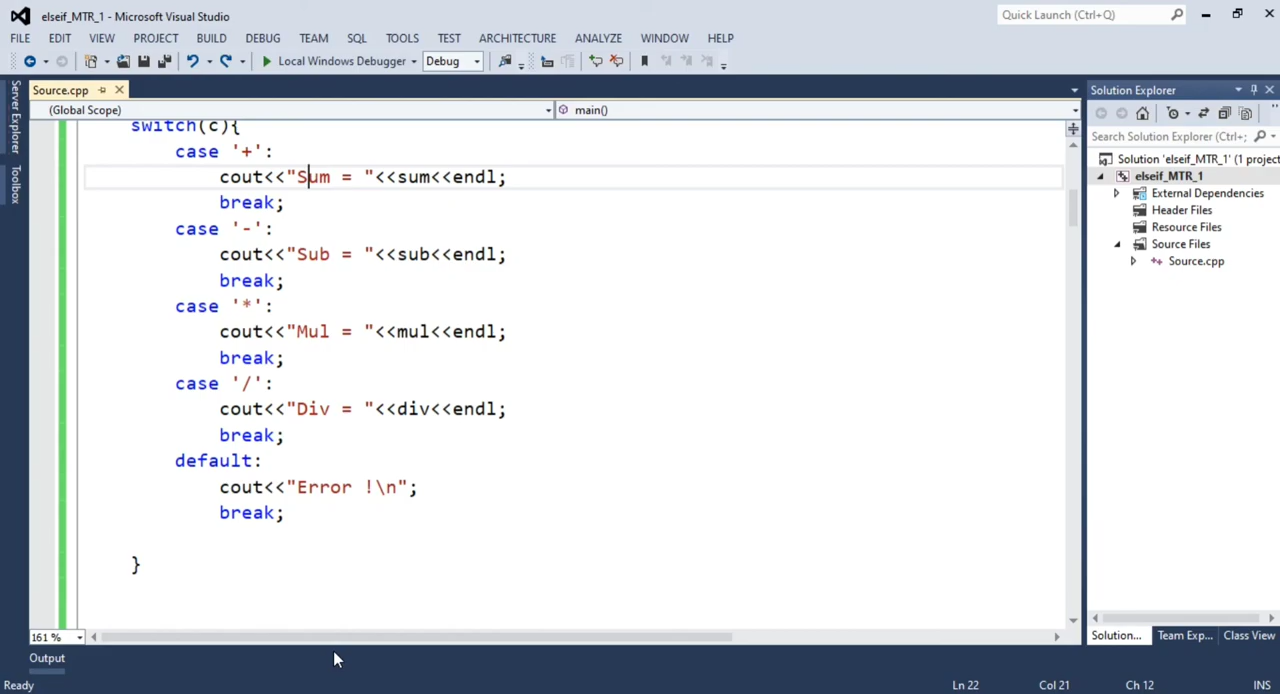 elseif_MTR_1 - Microsoft Visual Studio
Quick Launch (Ctrl+Q)
FILE EDIT VIEW PROJECT BUILD DEBUG TEAM SQL TOOLS TEST ARCHITECTURE ANALYZE WINDOW HELP
Local Windows Debugger Debug
Server Explorer
Toolbox
Source.cpp
(Global Scope) main()
switch(c){
case '+':
cout<<"Sum = "<<sum<<endl;
break;
case '-':
cout<<"Sub = "<<sub<<endl;
break;
case '*':
cout<<"Mul = "<<mul<<endl;
break;
case '/':
cout<<"Div = "<<div<<endl;
break;
default:
cout<<"Error !\n";
break;
}
161 %
Solution Explorer
Search Solution Explorer (Ctrl+;
Solution 'elseif_MTR_1' (1 project
elseif_MTR_1
External Dependencies
Header Files
Resource Files
Source Files
Source.cpp
Solution... Team Exp... Class View
Output
Ready Ln 22 Col 21 Ch 12 INS